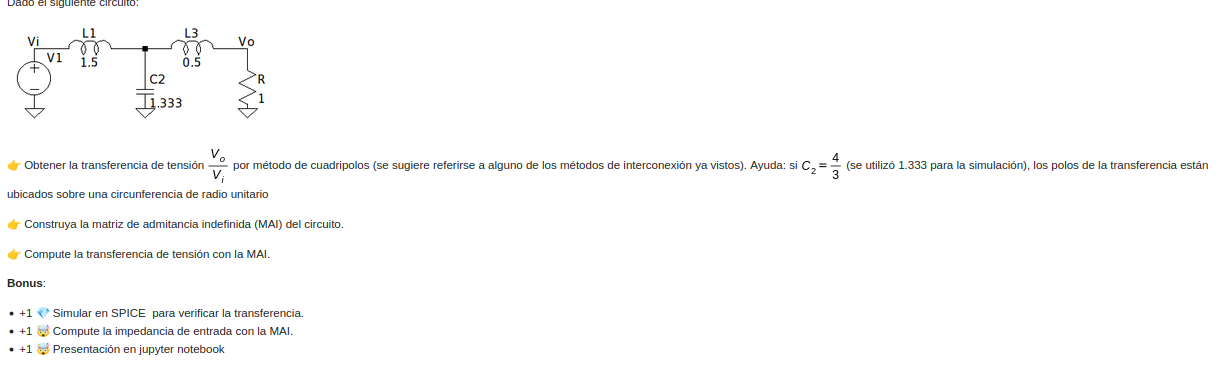 Dado el siguiente circuito:
Vi
L1
L3
Vo
V1
1.5
0.5
C2
R
1.333
1
👉 Obtener la transferencia de tensión V_o/V_i por método de cuadripolos (se sugiere referirse a alguno de los métodos de interconexión ya vistos). Ayuda: si C_2 = 4/3 (se utilizó 1.333 para la simulación), los polos de la transferencia están
ubicados sobre una circunferencia de radio unitario
👉 Construya la matriz de admitancia indefinida (MAI) del circuito.
👉 Compute la transferencia de tensión con la MAI.
Bonus:
• +1 💎 Simular en SPICE para verificar la transferencia.
• +1 🤯 Compute la impedancia de entrada con la MAI.
• +1 🤯 Presentación en jupyter notebook